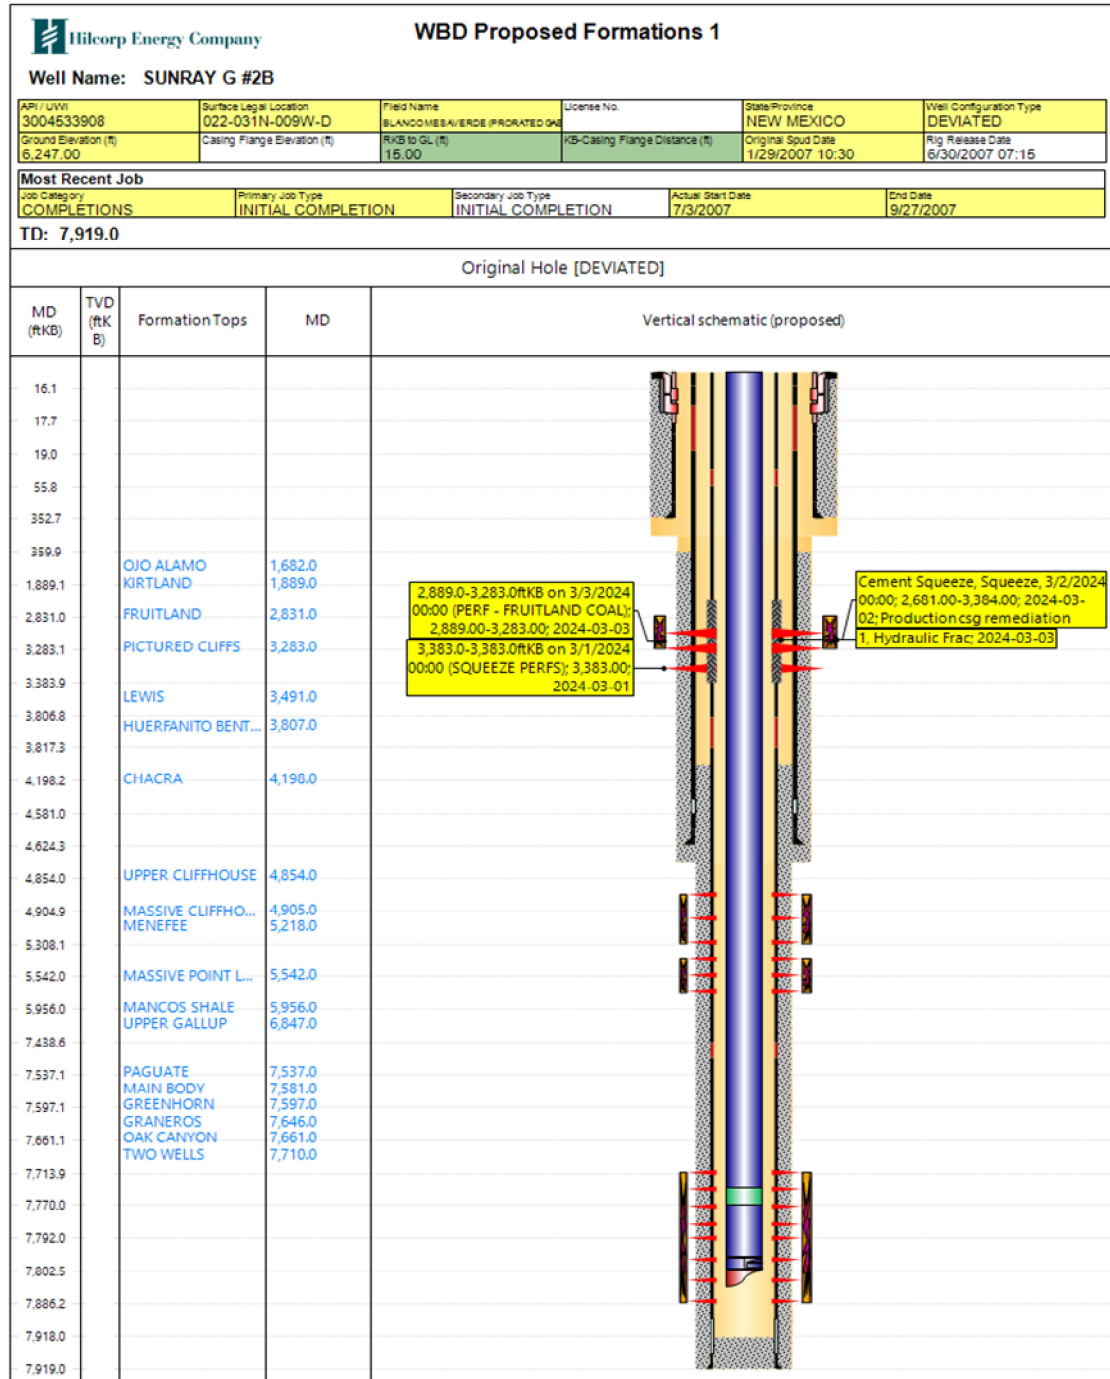 Hilcorp Energy Company
WBD Proposed Formations 1
Well Name: SUNRAY G #2B
API / UWI
3004533908
Surface Legal Location
022-031N-009W-D
Field Name
BLANCO MESAVERDE (PRORATED GAS
License No.
State/Province
NEW MEXICO
Well Configuration Type
DEVIATED
Ground Elevation (ft)
6,247.00
Casing Flange Elevation (ft)
RKB to GL (ft)
15.00
KB-Casing Flange Distance (ft)
Original Spud Date
1/29/2007 10:30
Rig Release Date
6/30/2007 07:15
Most Recent Job
Job Category
COMPLETIONS
Primary Job Type
INITIAL COMPLETION
Secondary Job Type
INITIAL COMPLETION
Actual Start Date
7/3/2007
End Date
9/27/2007
TD: 7,919.0
Original Hole [DEVIATED]
MD
(ftKB)
TVD
(ftK
B)
Formation Tops
MD
Vertical schematic (proposed)
16.1
17.7
19.0
55.8
352.7
359.9
OJO ALAMO 1,682.0
1,889.1
KIRTLAND 1,889.0
2,831.0
FRUITLAND 2,831.0
3,283.1
PICTURED CLIFFS 3,283.0
3,383.9
LEWIS 3,491.0
3,806.8
HUERFANITO BENT... 3,807.0
3,817.3
4,198.2
CHACRA 4,198.0
4,581.0
4,624.3
4,854.0
UPPER CLIFFHOUSE 4,854.0
4,904.9
MASSIVE CLIFFHO... 4,905.0
MENEFEE 5,218.0
5,308.1
5,542.0
MASSIVE POINT L... 5,542.0
5,956.0
MANCOS SHALE 5,956.0
UPPER GALLUP 6,847.0
7,438.6
7,537.1
PAGUATE 7,537.0
MAIN BODY 7,581.0
7,597.1
GREENHORN 7,597.0
GRANEROS 7,646.0
7,661.1
OAK CANYON 7,661.0
TWO WELLS 7,710.0
7,713.9
7,770.0
7,792.0
7,802.5
7,886.2
7,918.0
7,919.0
2,889.0-3,283.0ftKB on 3/3/2024
00:00 (PERF - FRUITLAND COAL);
2,889.00-3,283.00; 2024-03-03
3,383.0-3,383.0ftKB on 3/1/2024
00:00 (SQUEEZE PERFS); 3,383.00;
2024-03-01
Cement Squeeze, Squeeze, 3/2/2024
00:00; 2,681.00-3,384.00; 2024-03-
02; Production csg remediation
1, Hydraulic Frac; 2024-03-03